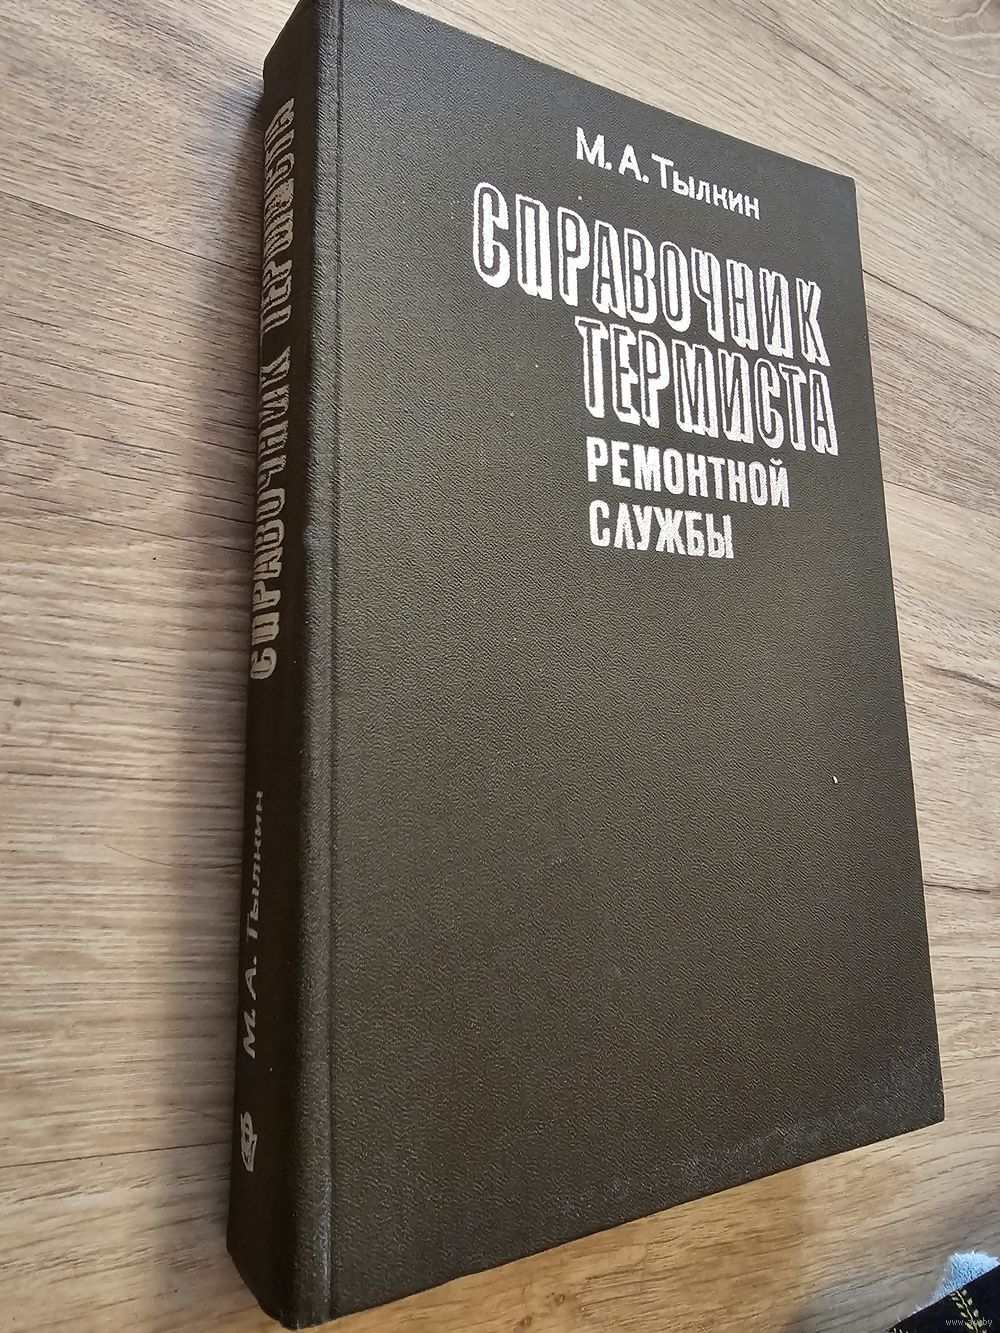 М. А. Тылкин
СПРАВОЧНИК
ТЕРМИСТА
РЕМОНТНОЙ
СЛУЖБЫ
М. А. Тылкин СПРАВОЧНИК ТЕРМИСТА